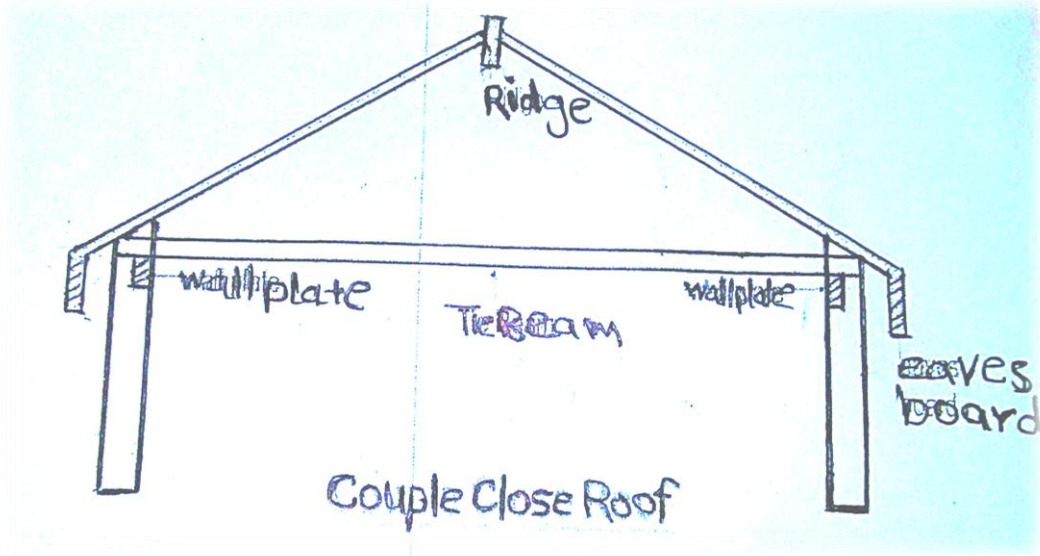 Ridge
wallplate
wallplate
TieBeam
eaves
board
Couple Close Roof